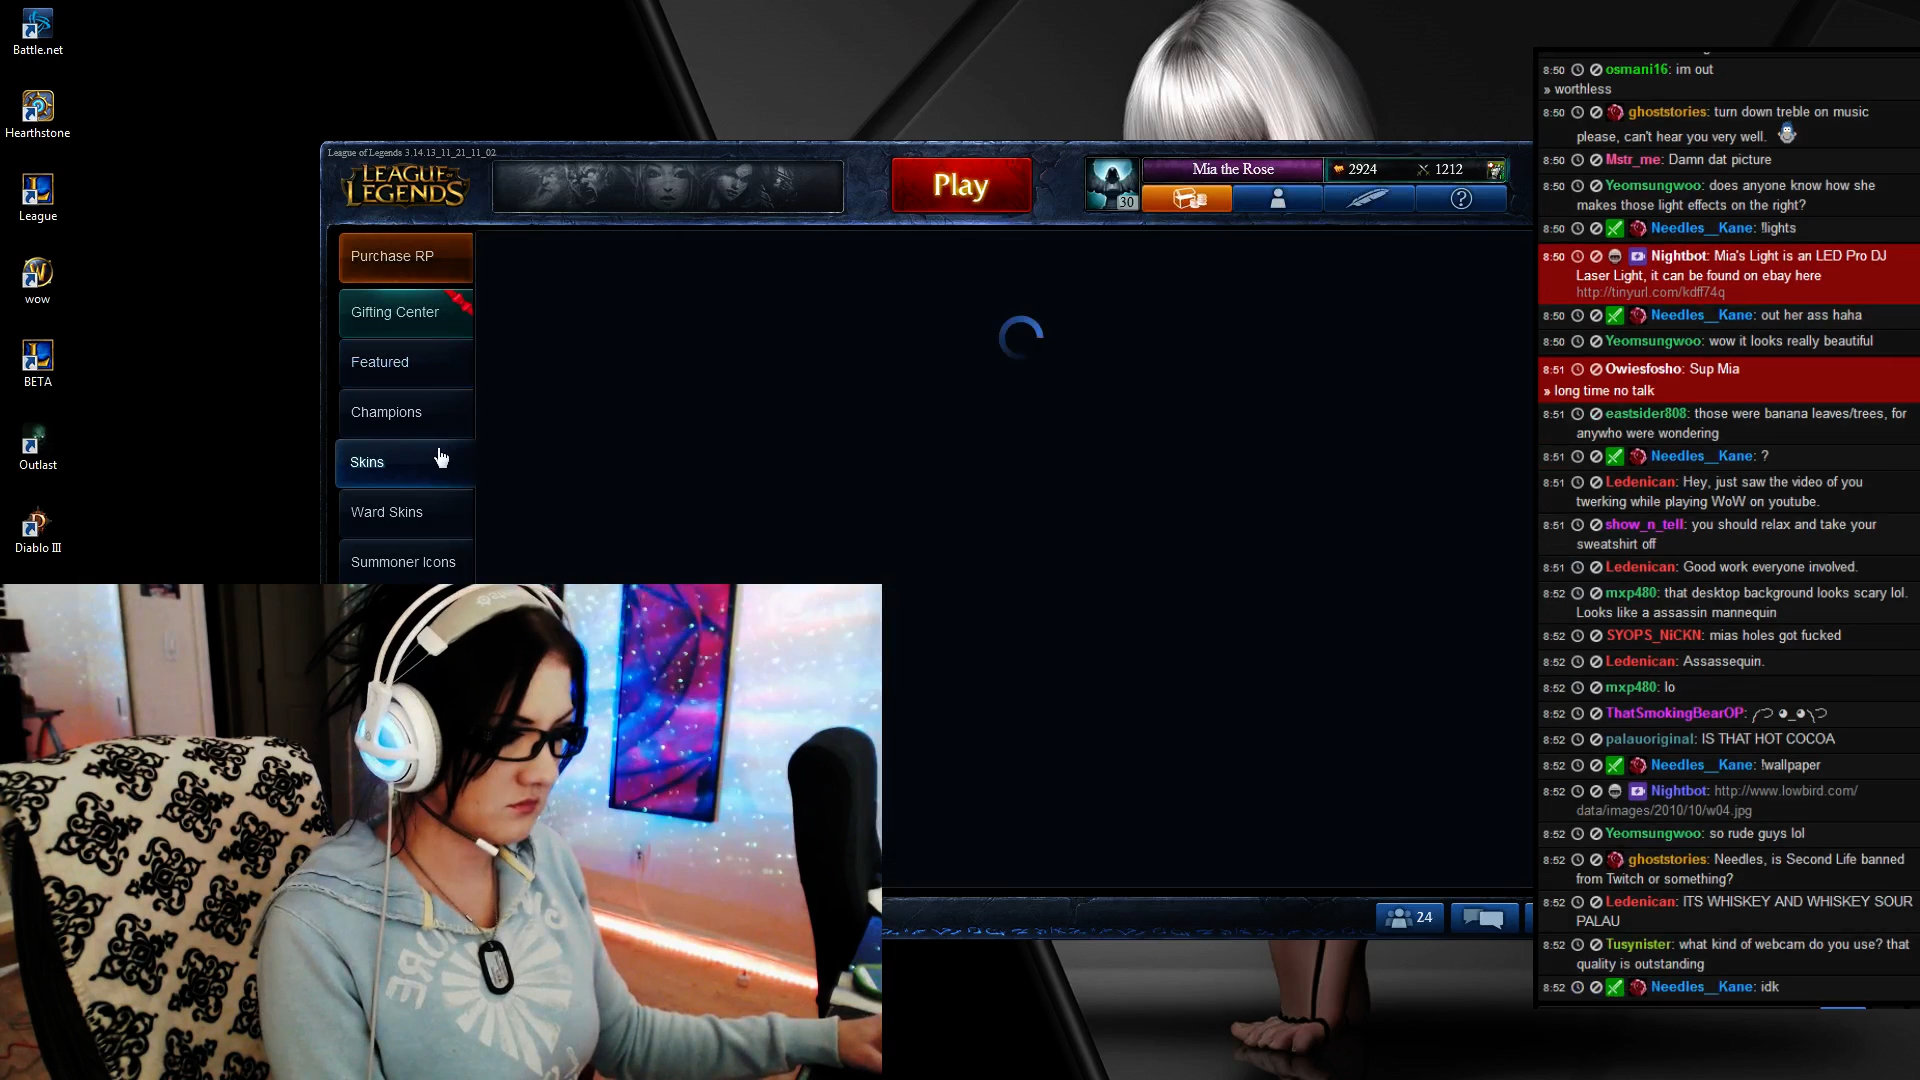 Battle.net
Hearthstone
League
wow
BETA
Outlast
Diablo III
League of Legends 3.14.13_11_21_11_02
LEAGUE OF
LEGENDS
Play
30
Mia the Rose
2924
1212
Purchase RP
Gifting Center
Featured
Champions
Skins
Ward Skins
Summoner Icons
24
8:50 osmani16: im out
» worthless
8:50 ghoststories: turn down treble on music
please, can't hear you very well.
8:50 Mstr_me: Damn dat picture
8:50 Yeomsungwoo: does anyone know how she
makes those light effects on the right?
8:50 Needles__Kane: !lights
8:50 Nightbot: Mia's Light is an LED Pro DJ
Laser Light, it can be found on ebay here
http://tinyurl.com/kdff74q
8:50 Needles__Kane: out her ass haha
8:50 Yeomsungwoo: wow it looks really beautiful
8:51 Owiesfosho: Sup Mia
» long time no talk
8:51 eastsider808: those were banana leaves/trees, for
anywho were wondering
8:51 Needles__Kane: ?
8:51 Ledenican: Hey, just saw the video of you
twerking while playing WoW on youtube.
8:51 show_n_tell: you should relax and take your
sweatshirt off
8:51 Ledenican: Good work everyone involved.
8:52 mxp480: that desktop background looks scary lol.
Looks like a assassin mannequin
8:52 SYOPS_NiCKN: mias holes got fucked
8:52 Ledenican: Assassequin.
8:52 mxp480: lo
8:52 ThatSmokingBearOP:
8:52 palauoriginal: IS THAT HOT COCOA
8:52 Needles__Kane: !wallpaper
8:52 Nightbot: http://www.lowbird.com/
data/images/2010/10/w04.jpg
8:52 Yeomsungwoo: so rude guys lol
8:52 ghoststories: Needles, is Second Life banned
from Twitch or something?
8:52 Ledenican: ITS WHISKEY AND WHISKEY SOUR
PALAU
8:52 Tusynister: what kind of webcam do you use? that
quality is outstanding
8:52 Needles__Kane: idk